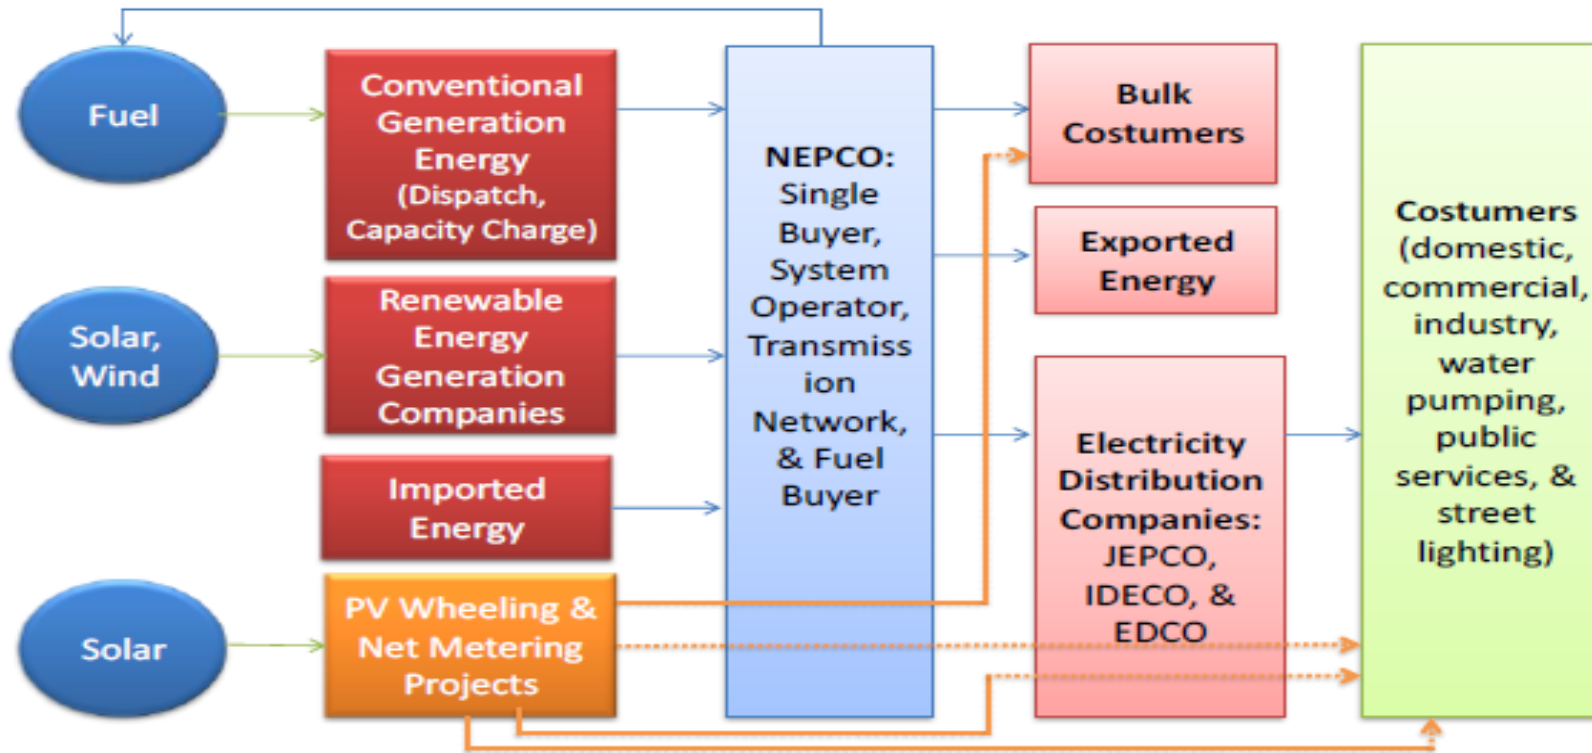 Fuel
Conventional
Generation
Energy
(Dispatch,
Capacity Charge)
Solar,
Wind
Renewable
Energy
Generation
Companies
Imported
Energy
Solar
PV Wheeling &
Net Metering
Projects
NEPCO:
Single
Buyer,
System
Operator,
Transmiss
ion
Network,
& Fuel
Buyer
Bulk
Costumers
Exported
Energy
Electricity
Distribution
Companies:
JEPCO,
IDECO, &
EDCO
Costumers
(domestic,
commercial,
industry,
water
pumping,
public
services, &
street
lighting)